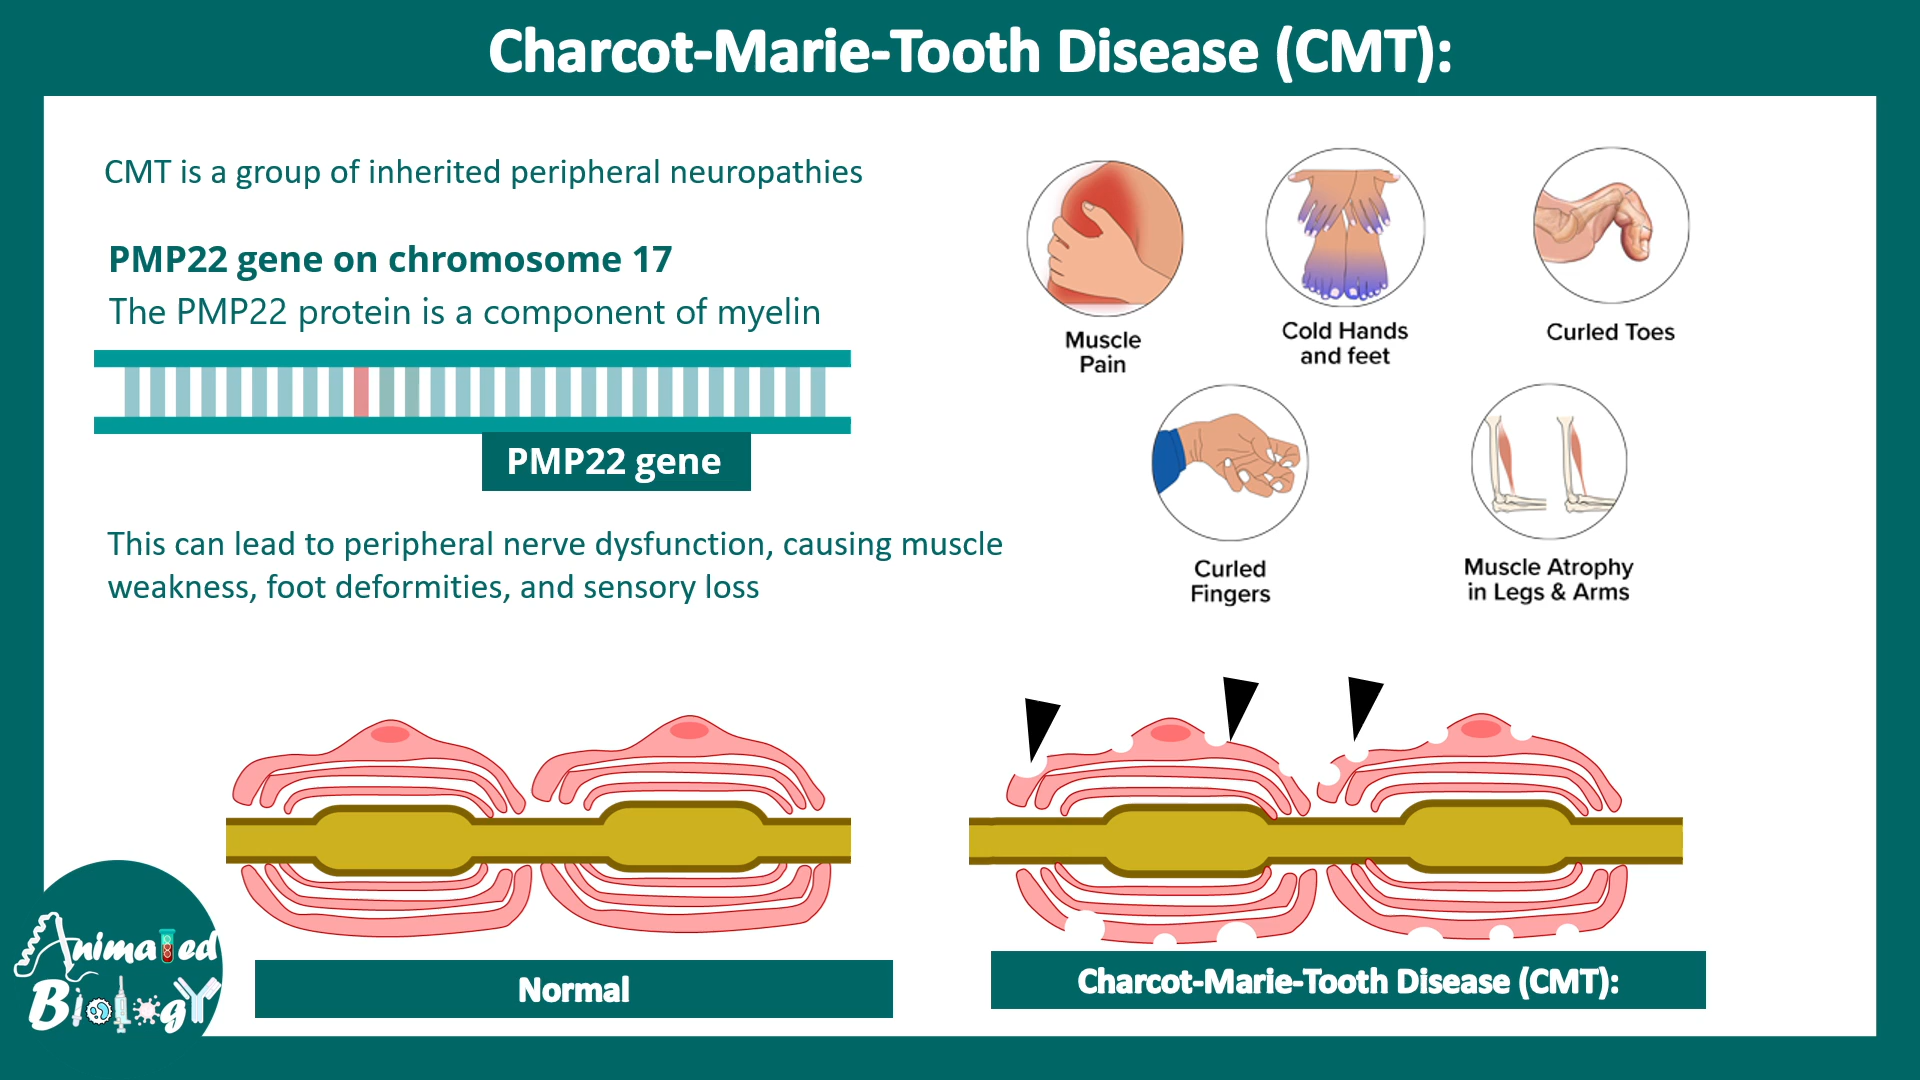 Charcot-Marie-Tooth Disease (CMT):
CMT is a group of inherited peripheral neuropathies
PMP22 gene on chromosome 17
The PMP22 protein is a component of myelin
PMP22 gene
This can lead to peripheral nerve dysfunction, causing muscle
weakness, foot deformities, and sensory loss
Muscle
Pain
Cold Hands
and feet
Curled Toes
Curled
Fingers
Muscle Atrophy
in Legs & Arms
Normal
Charcot-Marie-Tooth Disease (CMT):
Animated
Biology